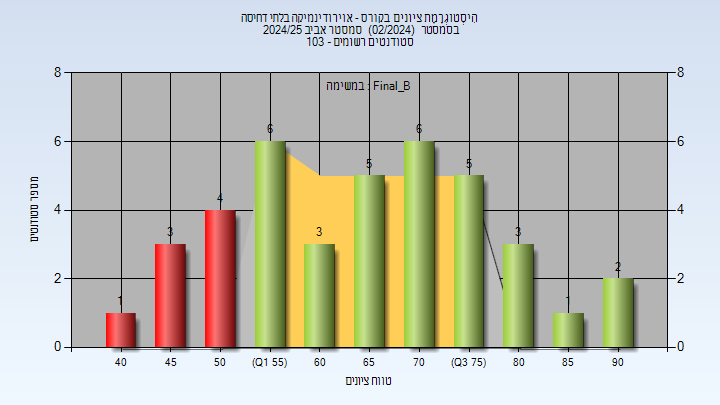 היסטוגרמת ציונים בקורס - אוירודינמיקה בלתי דחיסה
בסמסטר (02/2024) סמסטר אביב 2024/25
סטודנטים רשומים - 103
במשימה : Final_B
מספר סטודנטים
8 8
6 6
4 4
2 2
0 0
1 3 4 6 3 5 6 5 3 1 2
40 45 50 (Q1 55) 60 65 70 (Q3 75) 80 85 90
טווח ציונים